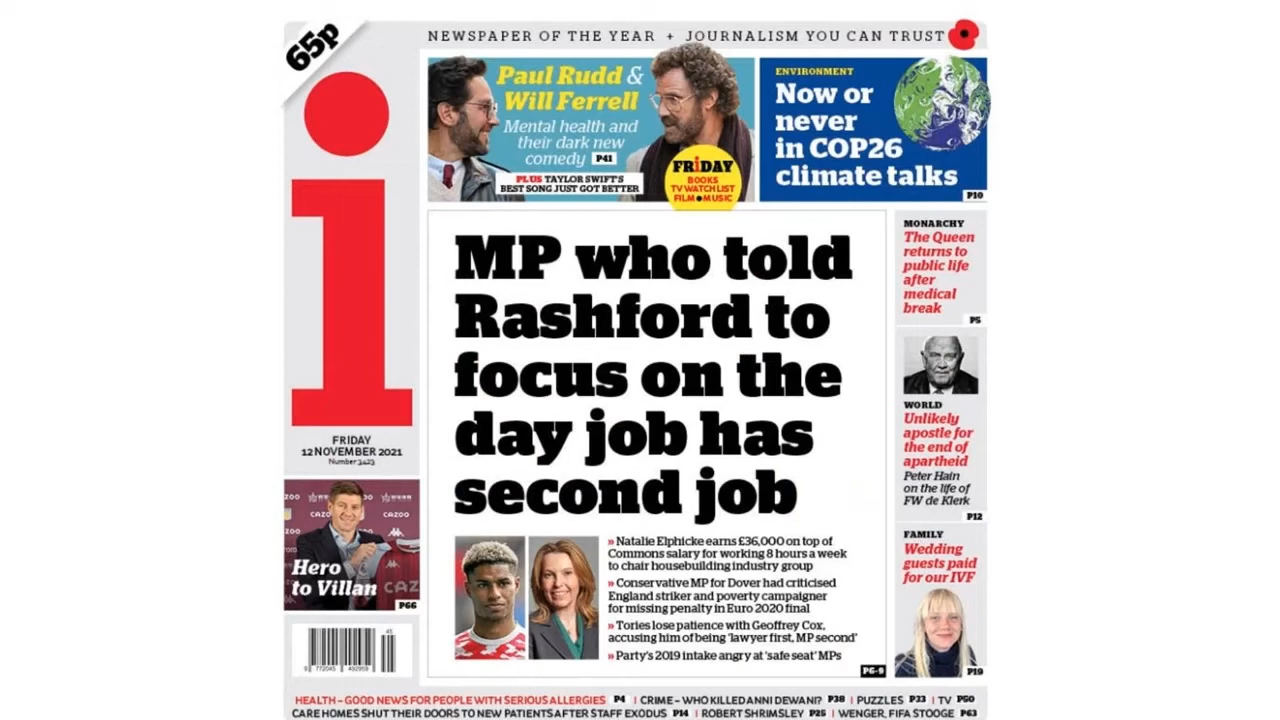 65p
NEWSPAPER OF THE YEAR + JOURNALISM YOU CAN TRUST
i
FRIDAY
12 NOVEMBER 2021
Number 3423
Paul Rudd &
Will Ferrell
Mental health and
their dark new
comedy P41
PLUS TAYLOR SWIFT'S
BEST SONG JUST GOT BETTER
FRiDAY
BOOKS
TV WATCHLIST
FILM • MUSIC
ENVIRONMENT
Now or
never
in COP26
climate talks
P10
MP who told
Rashford to
focus on the
day job has
second job
» Natalie Elphicke earns £36,000 on top of
Commons salary for working 8 hours a week
to chair housebuilding industry group
» Conservative MP for Dover had criticised
England striker and poverty campaigner
for missing penalty in Euro 2020 final
» Tories lose patience with Geoffrey Cox,
accusing him of being 'lawyer first, MP second'
» Party's 2019 intake angry at 'safe seat' MPs
P6-9
MONARCHY
The Queen
returns to
public life
after
medical
break
P5
WORLD
Unlikely
apostle for
the end of
apartheid
Peter Hain
on the life of
FW de Klerk
P12
FAMILY
Wedding
guests paid
for our IVF
P19
CAZOO
Hero
to Villan
P66
45
9 772045 492959
HEALTH – GOOD NEWS FOR PEOPLE WITH SERIOUS ALLERGIES P4 | CRIME – WHO KILLED ANNI DEWANI? P38 | PUZZLES P33 | TV P50
CARE HOMES SHUT THEIR DOORS TO NEW PATIENTS AFTER STAFF EXODUS P14 | ROBERT SHRIMSLEY P25 | WENGER, FIFA STOOGE P63